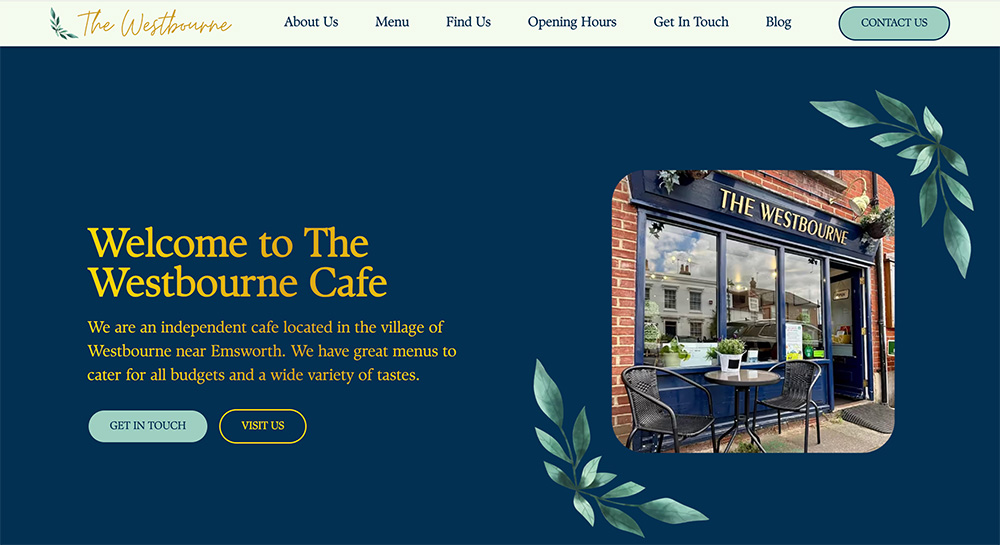 The Westbourne
About Us
Menu
Find Us
Opening Hours
Get In Touch
Blog
CONTACT US
Welcome to The
Westbourne Cafe
We are an independent cafe located in the village of
Westbourne near Emsworth. We have great menus to
cater for all budgets and a wide variety of tastes.
GET IN TOUCH
VISIT US
THE WESTBOURNE